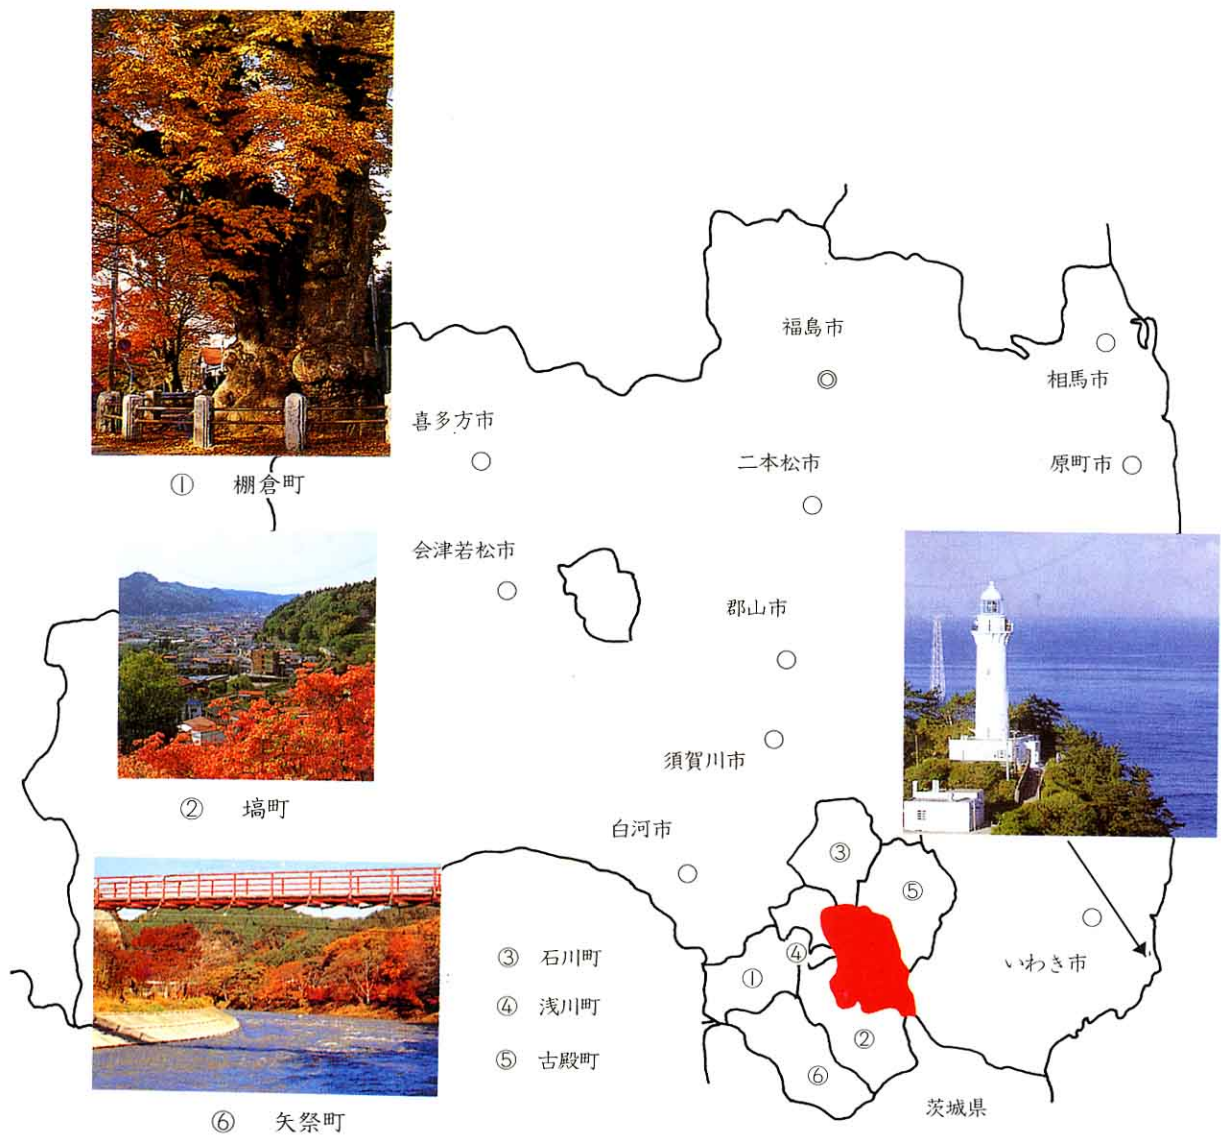 福島市
相馬市
喜多方市
二本松市
原町市
① 棚倉町
会津若松市
郡山市
須賀川市
② 塙町
白河市
③
⑤
④
①
②
⑥
いわき市
③ 石川町
④ 浅川町
⑤ 古殿町
⑥ 矢祭町
茨城県